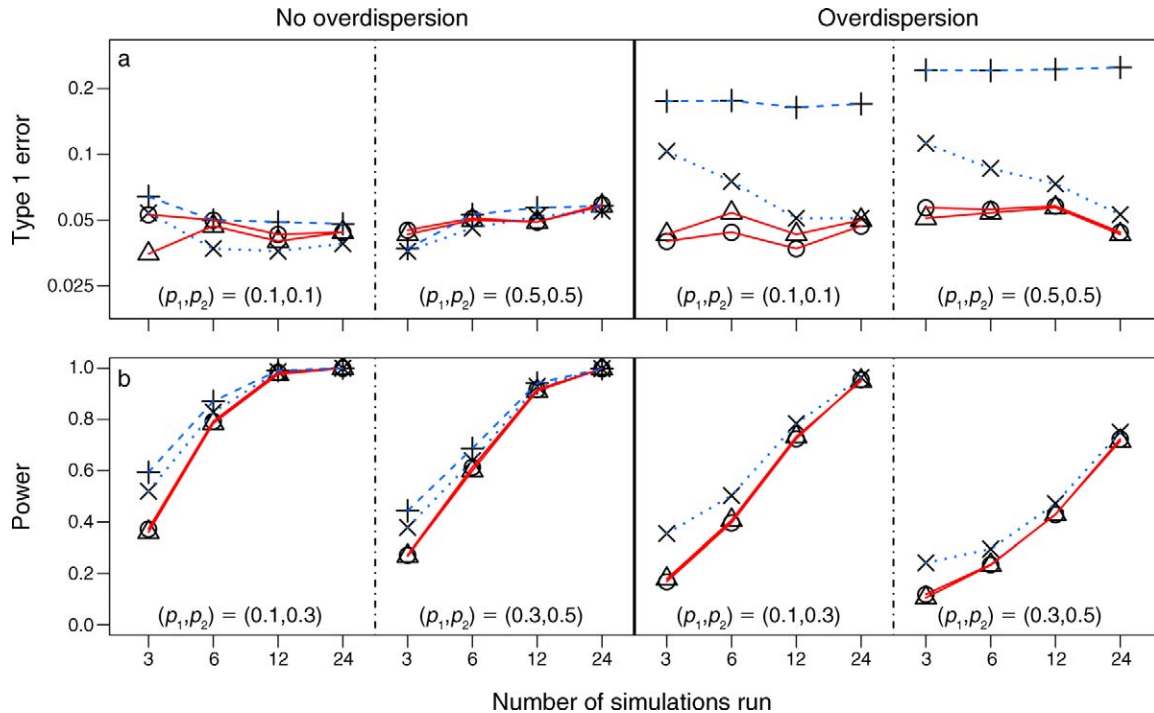 No overdispersion Overdispersion
a
Type 1 error
0.2
0.1
0.05
0.025
(p₁,p₂) = (0.1,0.1) (p₁,p₂) = (0.5,0.5) (p₁,p₂) = (0.1,0.1) (p₁,p₂) = (0.5,0.5)
b
Power
1.0
0.8
0.6
0.4
0.2
0.0
(p₁,p₂) = (0.1,0.3) (p₁,p₂) = (0.3,0.5) (p₁,p₂) = (0.1,0.3) (p₁,p₂) = (0.3,0.5)
3 6 12 24 3 6 12 24 3 6 12 24 3 6 12 24
Number of simulations run